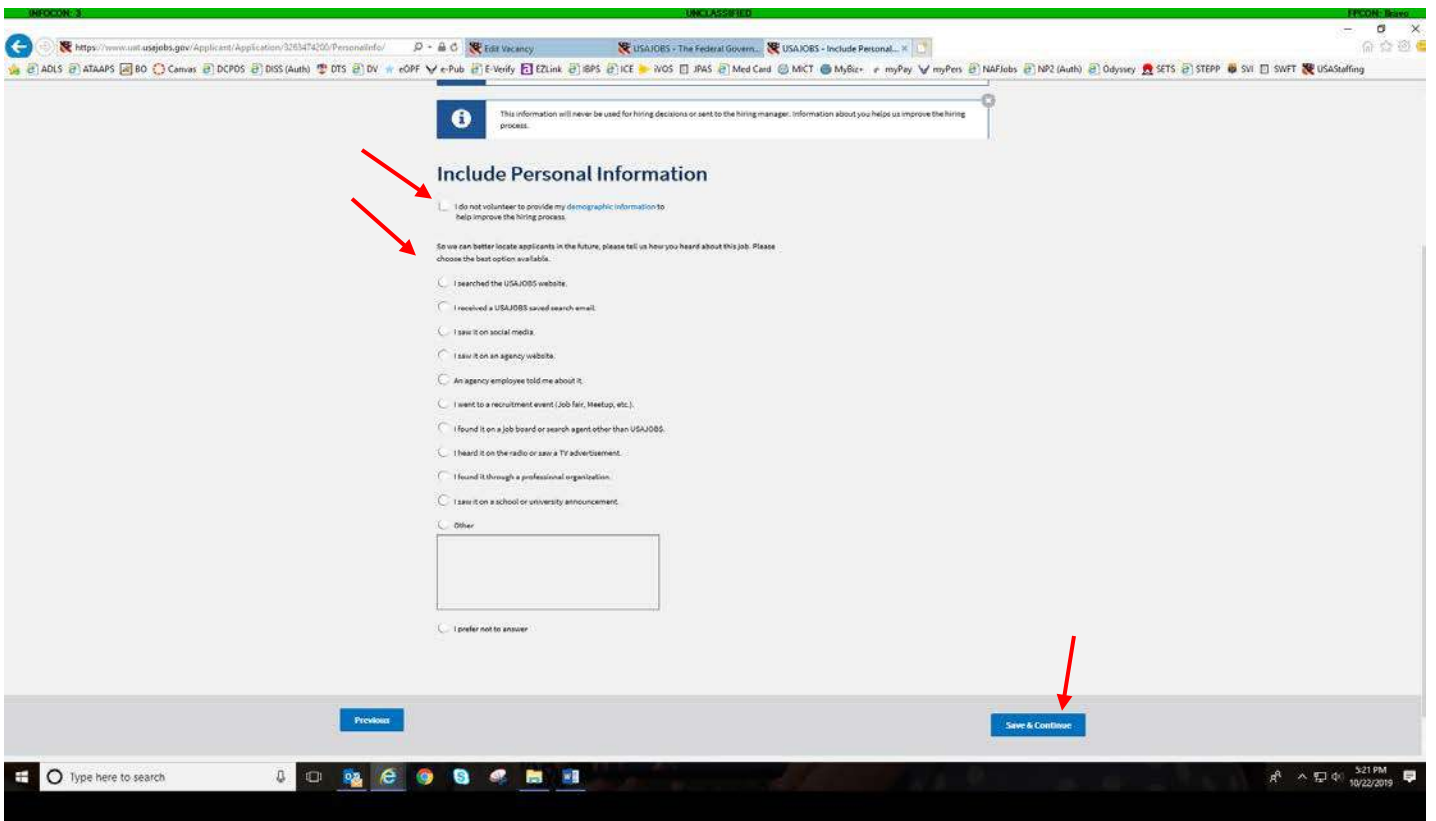 INFOCON: 3 UNCLASSIFIED FPCON: Bravo
https://www.uat.usajobs.gov/Applicant/Application/3263474200/PersonalInfo/ Edit Vacancy USAJOBS - The Federal Govern... USAJOBS - Include Personal...
ADLS ATAAPS BO Canvas DCPDS DISS (Auth) DTS DV eOPF e-Pub E-Verify EZLink IBPS ICE iVOS JPAS Med Card MICT MyBiz+ myPay myPers NAFJobs NP2 (Auth) Odyssey SETS STEPP SVI SWFT USAStaffing
This information will never be used for hiring decisions or sent to the hiring manager. Information about you helps us improve the hiring
process.
Include Personal Information
I do not volunteer to provide my demographic information to
help improve the hiring process.
So we can better locate applicants in the future, please tell us how you heard about this job. Please
choose the best option available.
I searched the USAJOBS website.
I received a USAJOBS saved search email.
I saw it on social media.
I saw it on an agency website.
An agency employee told me about it.
I went to a recruitment event (Job fair, Meetup, etc.).
I found it on a job board or search agent other than USAJOBS.
I heard it on the radio or saw a TV advertisement.
I found it through a professional organization.
I saw it on a school or university announcement.
Other
I prefer not to answer
Previous Save & Continue
Type here to search 5:21 PM
10/22/2019